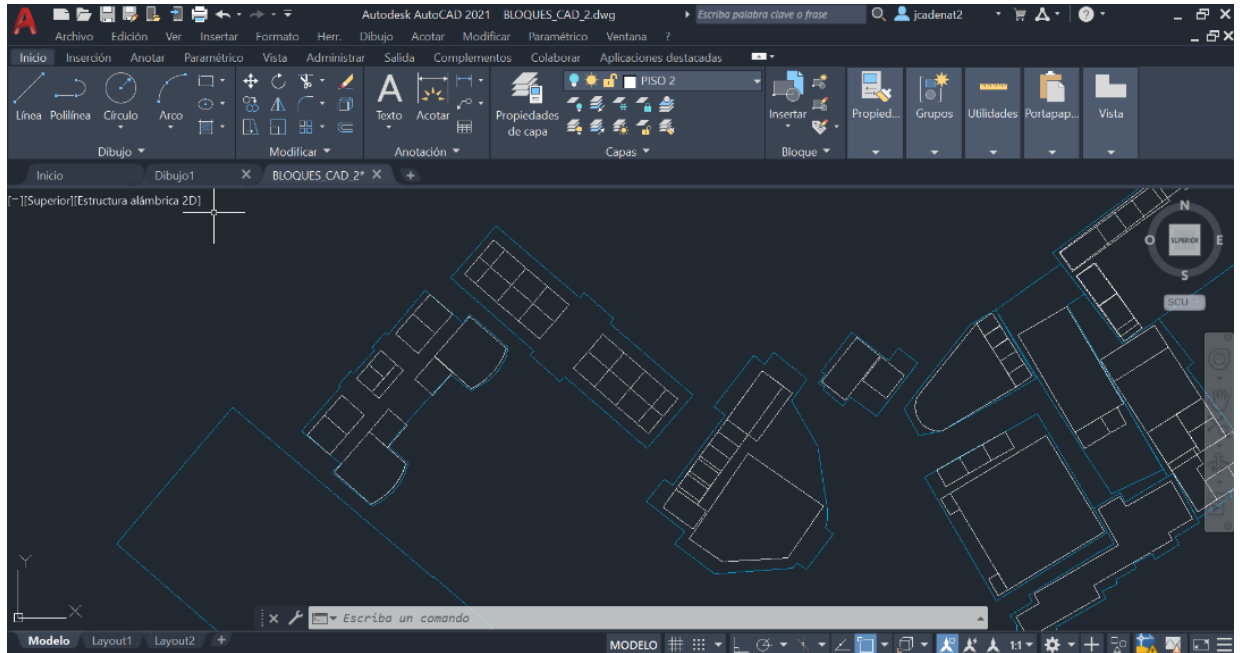 Autodesk AutoCAD 2021 BLOQUES_CAD_2.dwg Escriba palabra clave o frase jcadenat2
Archivo Edición Ver Insertar Formato Herr. Dibujo Acotar Modificar Paramétrico Ventana ?
Inicio Inserción Anotar Paramétrico Vista Administrar Salida Complementos Colaborar Aplicaciones destacadas
PISO 2
Línea Polilínea Círculo Arco Texto Acotar Propiedades de capa Insertar Propied... Grupos Utilidades Portapap... Vista
Dibujo Modificar Anotación Capas Bloque
Inicio Dibujo1 BLOQUES_CAD_2*
[−][Superior][Estructura alámbrica 2D]
N
O SUPERIOR E
S
SCU
Y
X
Escriba un comando
Modelo Layout1 Layout2 + MODELO 1:1